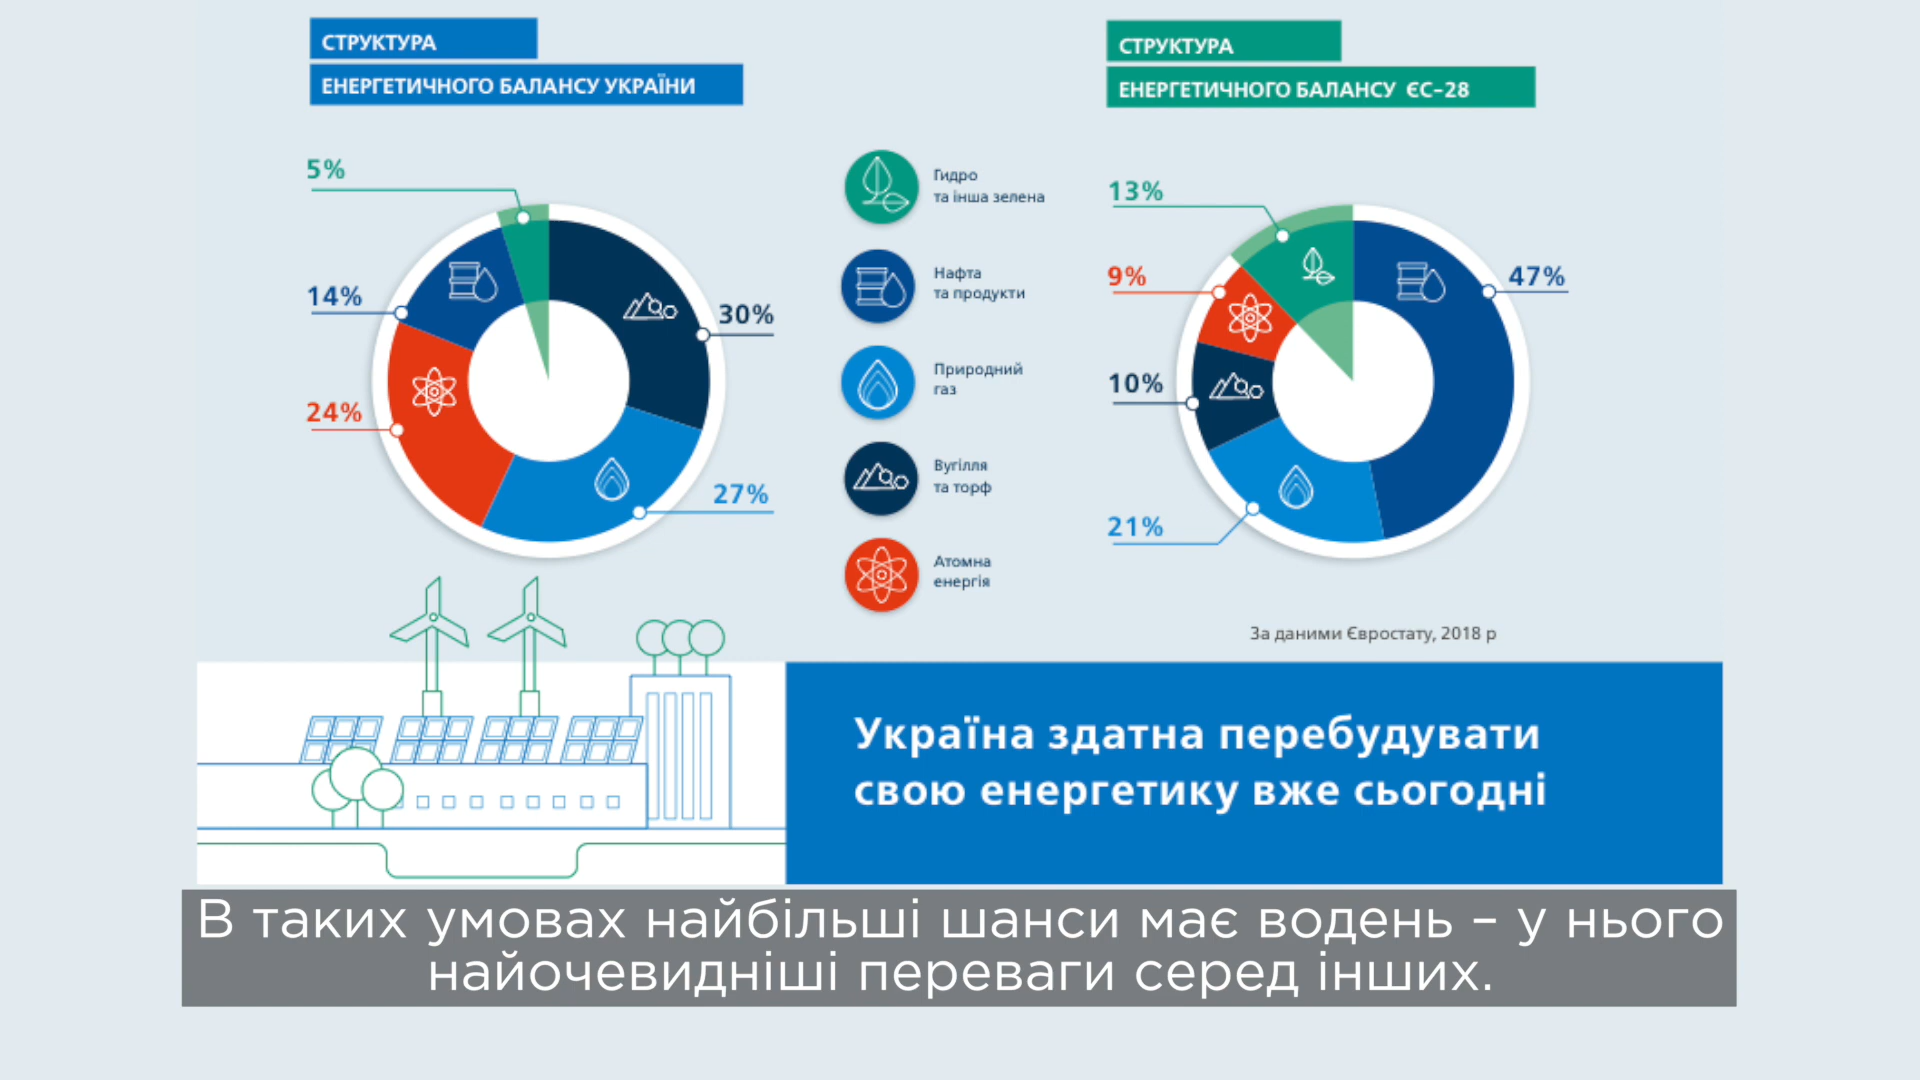 СТРУКТУРА
ЕНЕРГЕТИЧНОГО БАЛАНСУ УКРАЇНИ
5%
14%
24%
30%
27%
Гидро
та інша зелена
Нафта
та продукти
Природний
газ
Вугілля
та торф
Атомна
енергія
СТРУКТУРА
ЕНЕРГЕТИЧНОГО БАЛАНСУ ЄС-28
13%
9%
10%
21%
47%
За даними Євростату, 2018 р
Україна здатна перебудувати
свою енергетику вже сьогодні
В таких умовах найбільші шанси має водень – у нього
найочевидніші переваги серед інших.